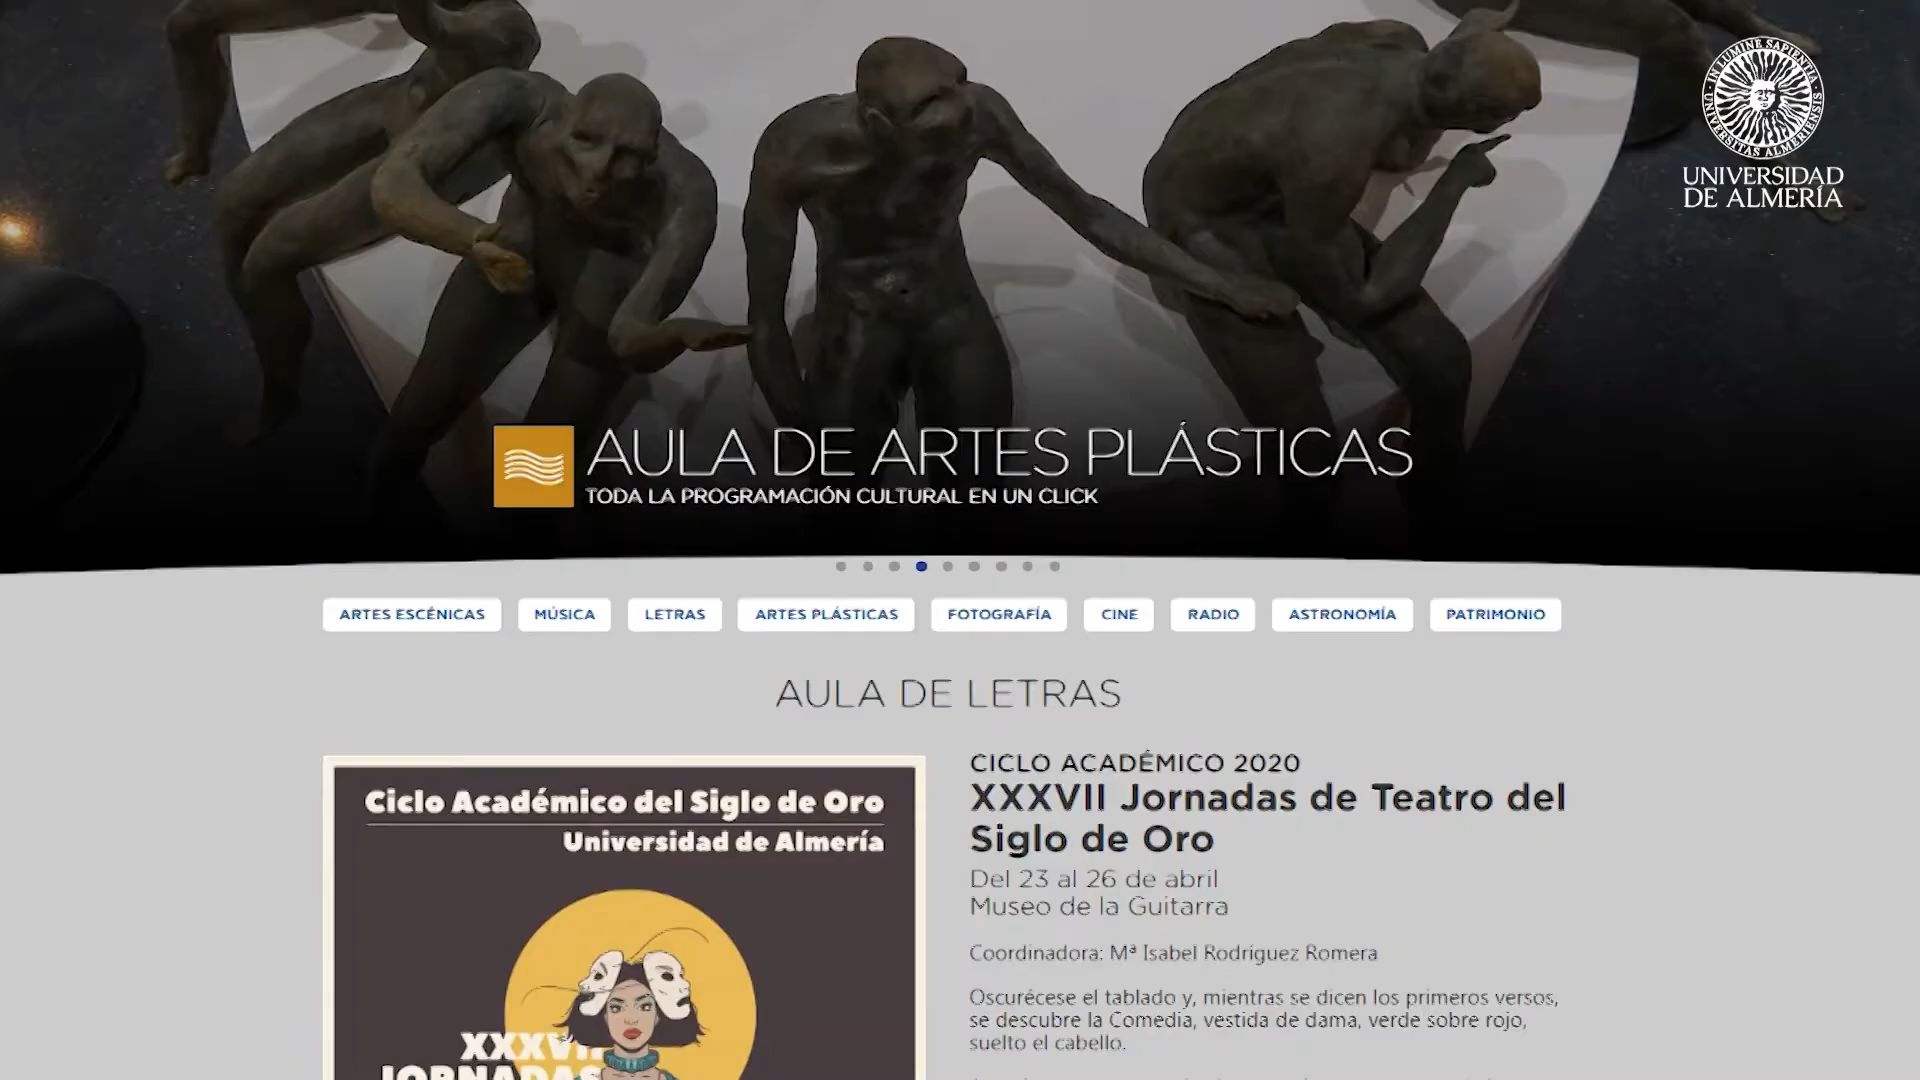 IN LUMINE SAPIENTIA
UNIVERSITAS ALMERIENSIS
UNIVERSIDAD
DE ALMERÍA
AULA DE ARTES PLÁSTICAS
TODA LA PROGRAMACIÓN CULTURAL EN UN CLICK
ARTES ESCÉNICAS MÚSICA LETRAS ARTES PLÁSTICAS FOTOGRAFÍA CINE RADIO ASTRONOMÍA PATRIMONIO
AULA DE LETRAS
Ciclo Académico del Siglo de Oro
Universidad de Almería
XXXVII
JORNADAS
CICLO ACADÉMICO 2020
XXXVII Jornadas de Teatro del
Siglo de Oro
Del 23 al 26 de abril
Museo de la Guitarra
Coordinadora: Mª Isabel Rodríguez Romera
Oscurécese el tablado y, mientras se dicen los primeros versos,
se descubre la Comedia, vestida de dama, verde sobre rojo,
suelto el cabello.